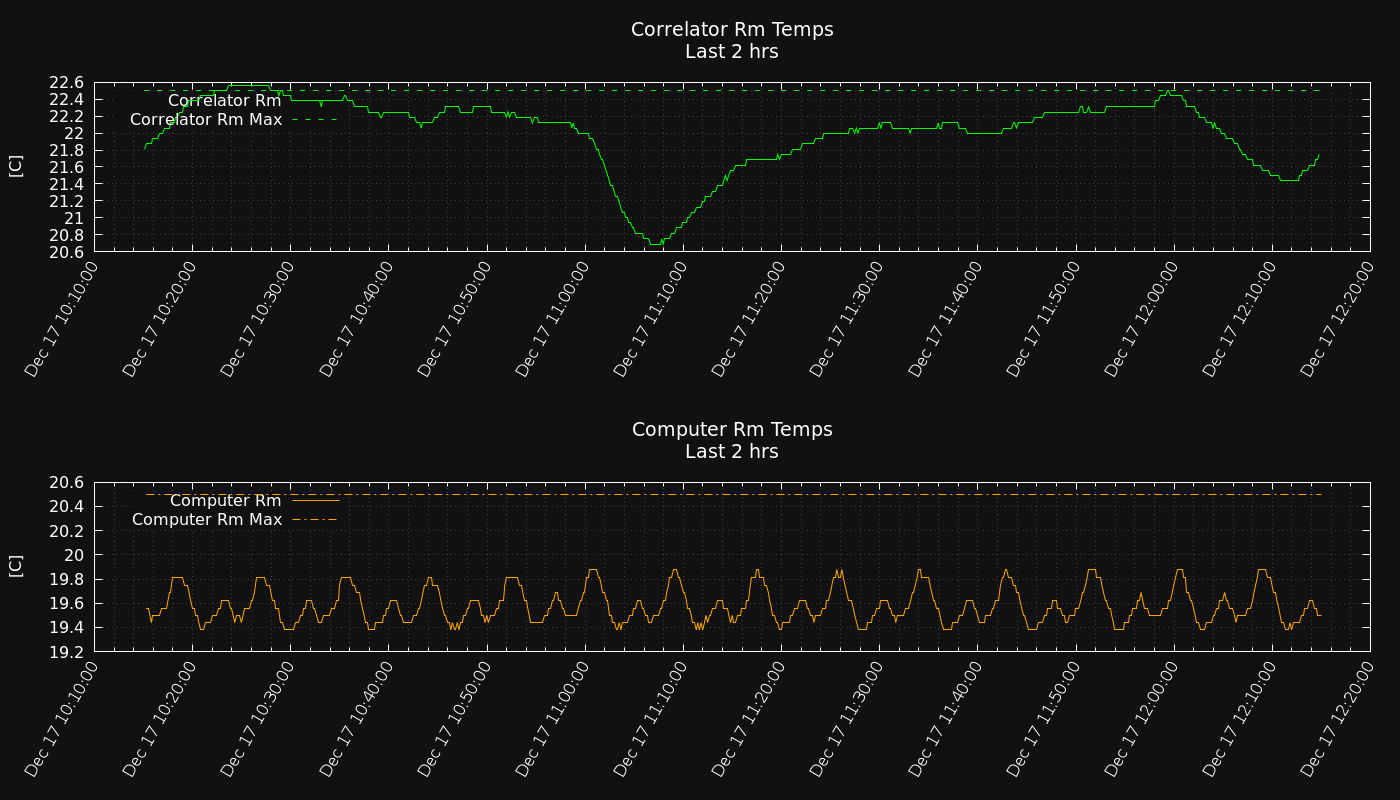 Correlator Rm Temps
Last 2 hrs
22.6
22.4
22.2
22
21.8
21.6
21.4
21.2
21
20.8
20.6
[C]
Correlator Rm
Correlator Rm Max
Dec 17 10:10:00
Dec 17 10:20:00
Dec 17 10:30:00
Dec 17 10:40:00
Dec 17 10:50:00
Dec 17 11:00:00
Dec 17 11:10:00
Dec 17 11:20:00
Dec 17 11:30:00
Dec 17 11:40:00
Dec 17 11:50:00
Dec 17 12:00:00
Dec 17 12:10:00
Dec 17 12:20:00
Computer Rm Temps
Last 2 hrs
20.6
20.4
20.2
20
19.8
19.6
19.4
19.2
[C]
Computer Rm
Computer Rm Max
Dec 17 10:10:00
Dec 17 10:20:00
Dec 17 10:30:00
Dec 17 10:40:00
Dec 17 10:50:00
Dec 17 11:00:00
Dec 17 11:10:00
Dec 17 11:20:00
Dec 17 11:30:00
Dec 17 11:40:00
Dec 17 11:50:00
Dec 17 12:00:00
Dec 17 12:10:00
Dec 17 12:20:00